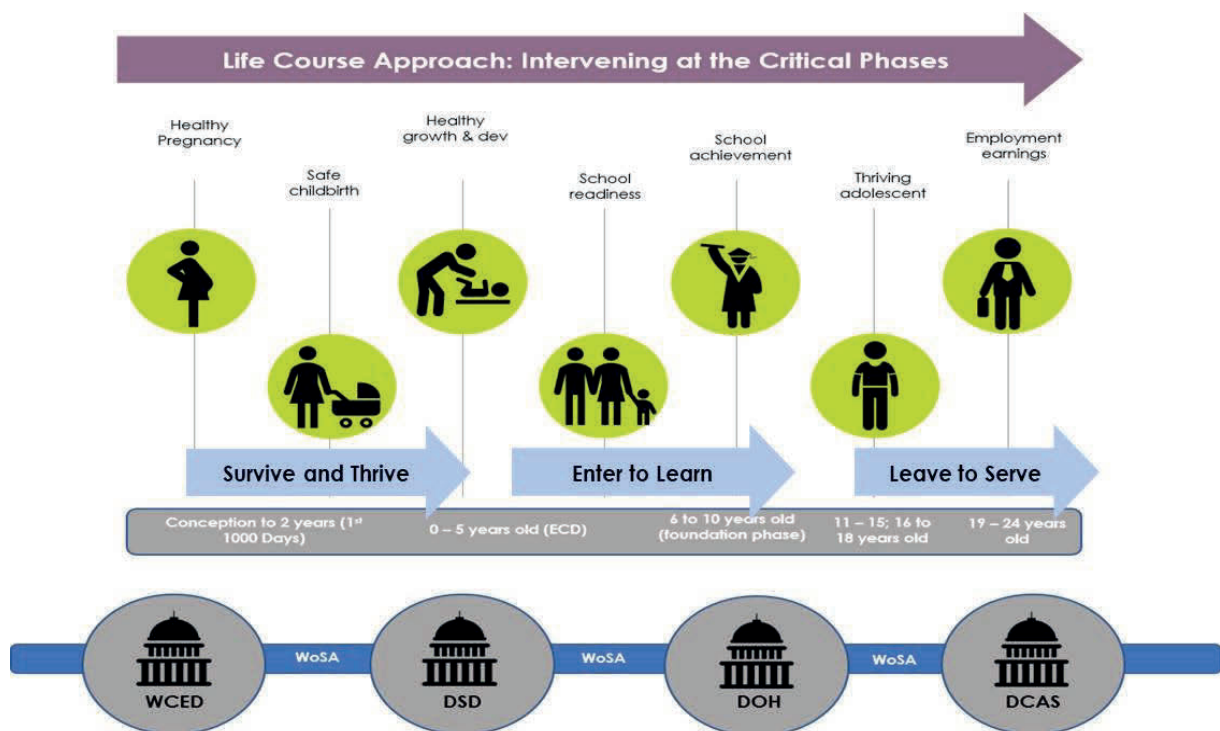 Life Course Approach: Intervening at the Critical Phases
Healthy
Pregnancy
Safe
childbirth
Healthy
growth & dev
School
readiness
School
achievement
Thriving
adolescent
Employment
earnings
Survive and Thrive
Enter to Learn
Leave to Serve
Conception to 2 years (1st
1000 Days)
0 – 5 years old (ECD)
6 to 10 years old
(foundation phase)
11 – 15; 16 to
18 years old
19 – 24 years
old
WCED
WoSA
DSD
WoSA
DOH
WoSA
DCAS